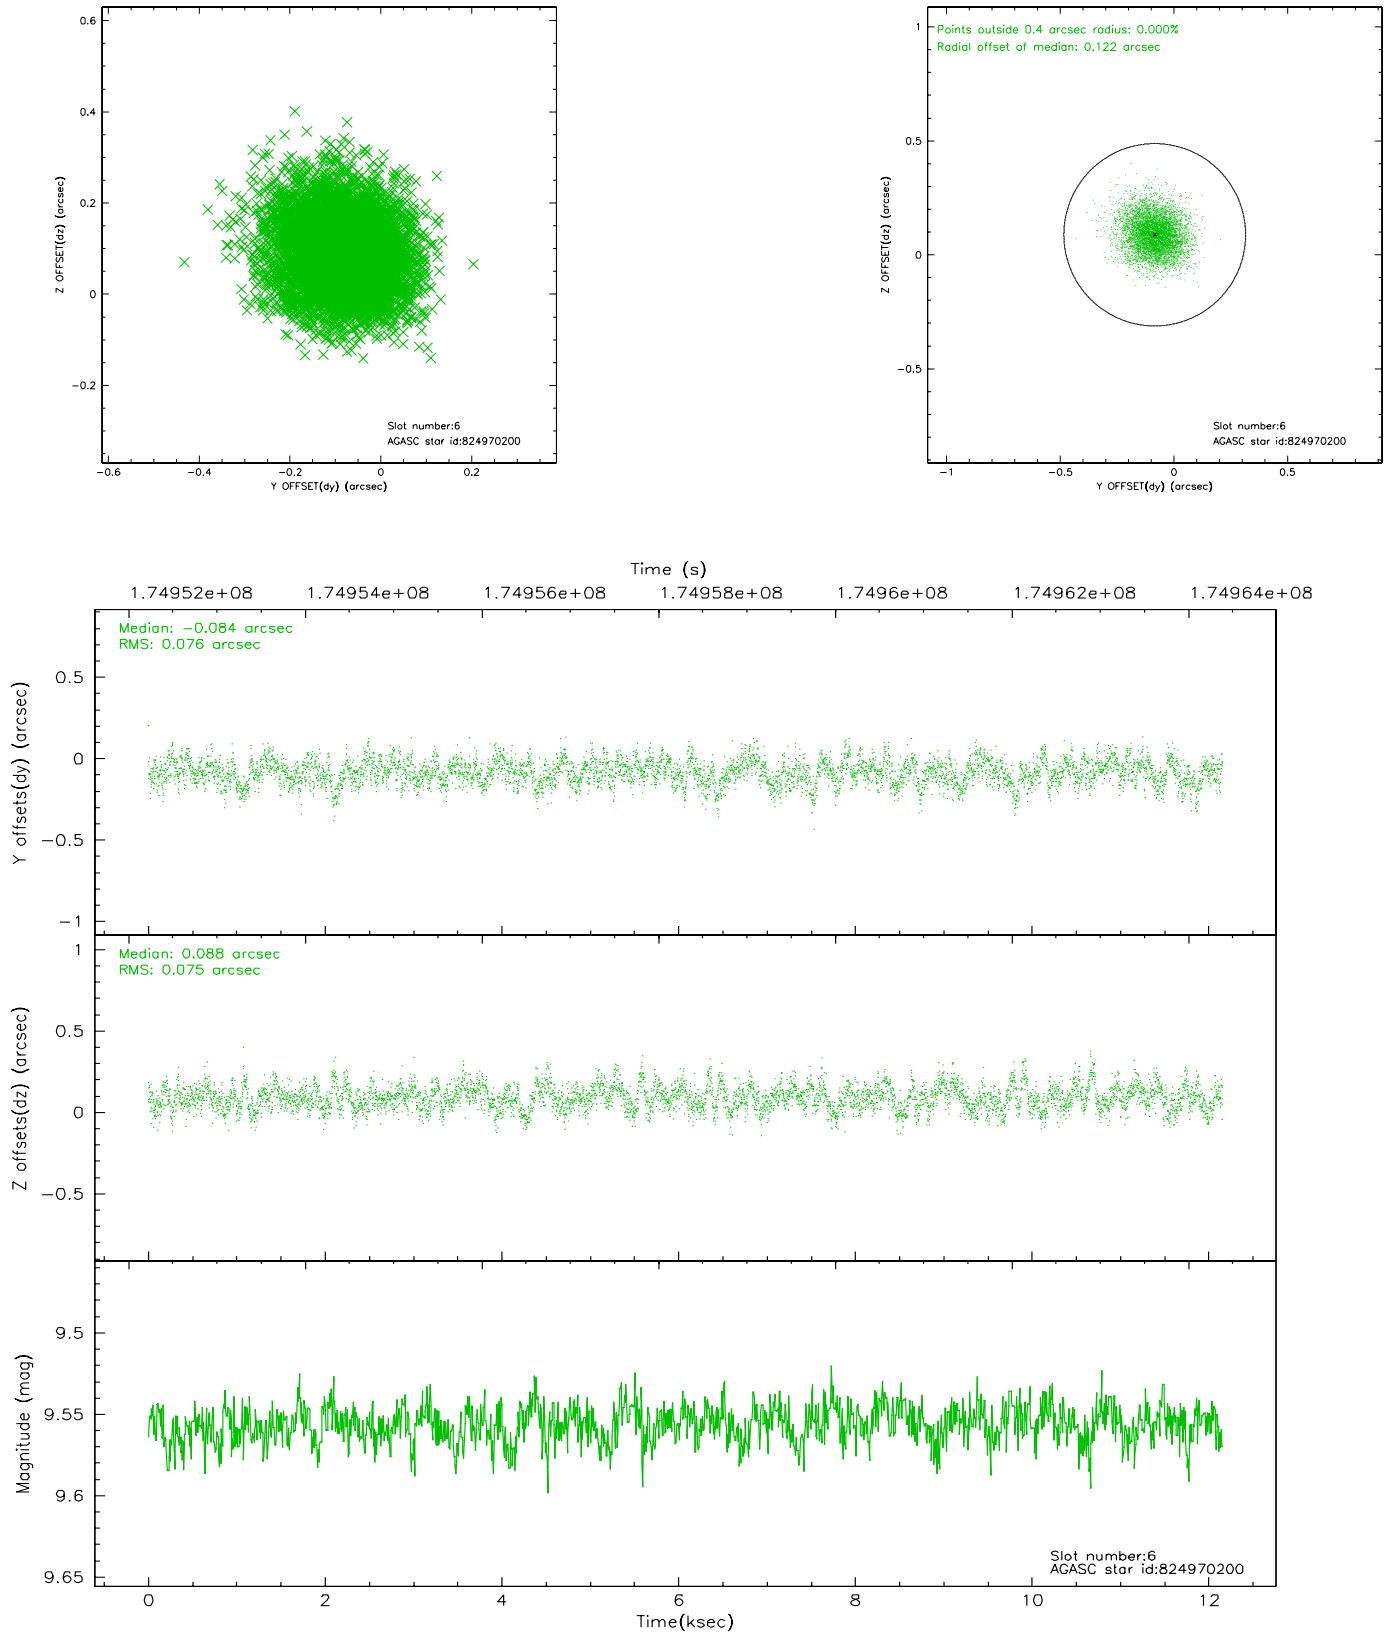 0.6
0.4
0.2
0
−0.2
Z OFFSET(dz) (arcsec)
Slot number:6
AGASC star id:824970200
−0.6 −0.4 −0.2 0 0.2
Y OFFSET(dy) (arcsec)
Points outside 0.4 arcsec radius: 0.000%
Radial offset of median: 0.122 arcsec
1
0.5
0
−0.5
Z OFFSET(dz) (arcsec)
Slot number:6
AGASC star id:824970200
−1 −0.5 0 0.5
Y OFFSET(dy) (arcsec)
Time (s)
1.74952e+08 1.74954e+08 1.74956e+08 1.74958e+08 1.7496e+08 1.74962e+08 1.74964e+08
Median: −0.084 arcsec
RMS: 0.076 arcsec
0.5
0
−0.5
−1
Y offsets(dy) (arcsec)
Median: 0.088 arcsec
RMS: 0.075 arcsec
1
0.5
0
−0.5
Z offsets(dz) (arcsec)
9.5
9.55
9.6
9.65
Magnitude (mag)
Slot number:6
AGASC star id:824970200
0 2 4 6 8 10 12
Time(ksec)